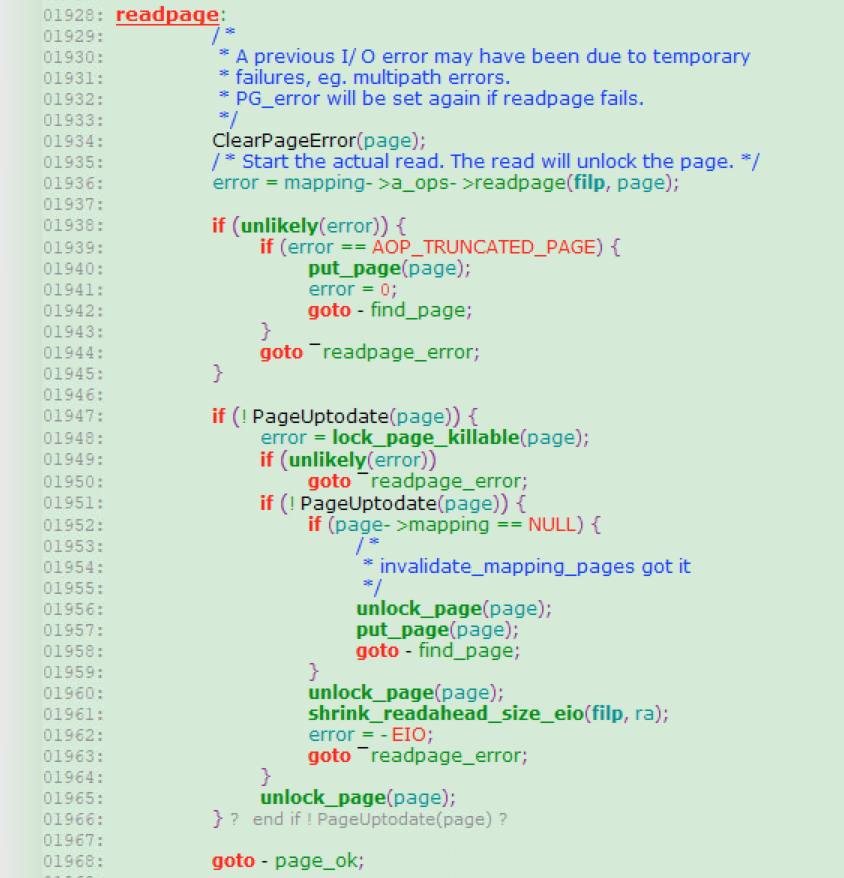 01928: readpage:
01929: / *
01930: * A previous I/ O error may have been due to temporary
01931: * failures, eg. multipath errors.
01932: * PG_error will be set again if readpage fails.
01933: */
01934: ClearPageError(page);
01935: / * Start the actual read. The read will unlock the page. */
01936: error = mapping- >a_ops- >readpage(filp, page);
01937:
01938: if (unlikely(error)) {
01939: if (error == AOP_TRUNCATED_PAGE) {
01940: put_page(page);
01941: error = 0;
01942: goto - find_page;
01943: }
01944: goto ¯readpage_error;
01945: }
01946:
01947: if (! PageUptodate(page)) {
01948: error = lock_page_killable(page);
01949: if (unlikely(error))
01950: goto ¯readpage_error;
01951: if (! PageUptodate(page)) {
01952: if (page- >mapping == NULL) {
01953: / *
01954: * invalidate_mapping_pages got it
01955: */
01956: unlock_page(page);
01957: put_page(page);
01958: goto - find_page;
01959: }
01960: unlock_page(page);
01961: shrink_readahead_size_eio(filp, ra);
01962: error = - EIO;
01963: goto ¯readpage_error;
01964: }
01965: unlock_page(page);
01966: } ? end if ! PageUptodate(page) ?
01967:
01968: goto - page_ok;